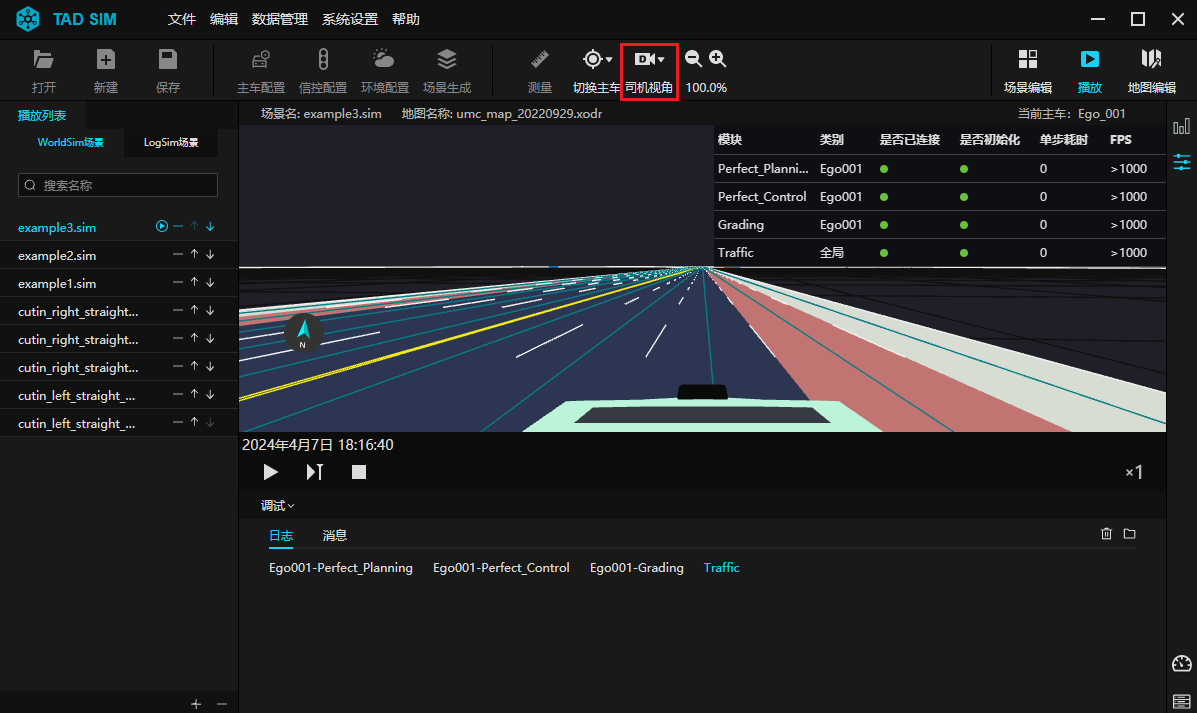 TAD SIM 文件 编辑 数据管理 系统设置 帮助
D
打开 新建 保存 主车配置 信控配置 环境配置 场景生成 测量 切换主车 司机视角 100.0% 场景编辑 播放 地图编辑
播放列表
场景名: example3.sim 地图名称: umc_map_20220929.xodr 当前主车: Ego_001
WorldSim场景 LogSim场景
搜索名称
example3.sim
example2.sim
example1.sim
cutin_right_straight...
cutin_right_straight...
cutin_right_straight...
cutin_left_straight_...
cutin_left_straight_...
模块 类别 是否已连接 是否初始化 单步耗时 FPS
Perfect_Planni... Ego001 0 >1000
Perfect_Control Ego001 0 >1000
Grading Ego001 0 >1000
Traffic 全局 0 >1000
N
2024年4月7日 18:16:40
×1
调试
日志 消息
Ego001-Perfect_Planning Ego001-Perfect_Control Ego001-Grading Traffic